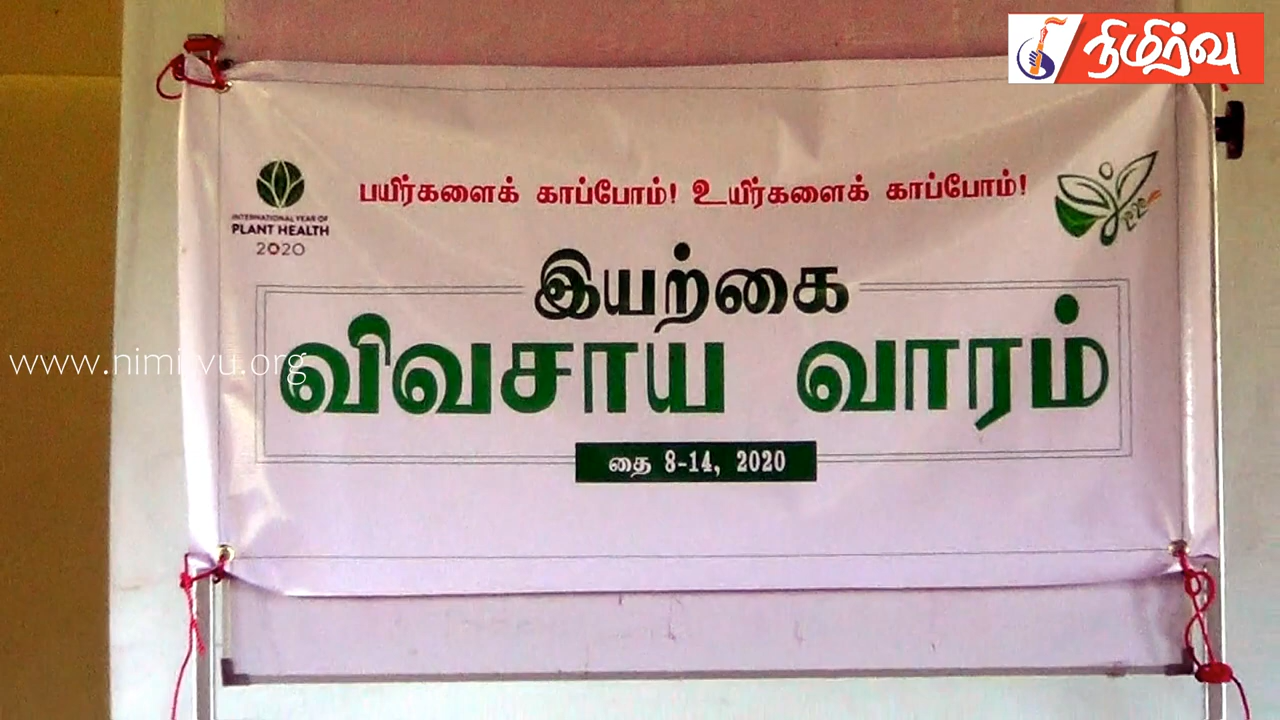 நிமிர்வு
பயிர்களைக் காப்போம்! உயிர்களைக் காப்போம்!
INTERNATIONAL YEAR OF
PLANT HEALTH
2020
இயற்கை
விவசாய வாரம்
www.nimirvu.org
தை 8-14, 2020